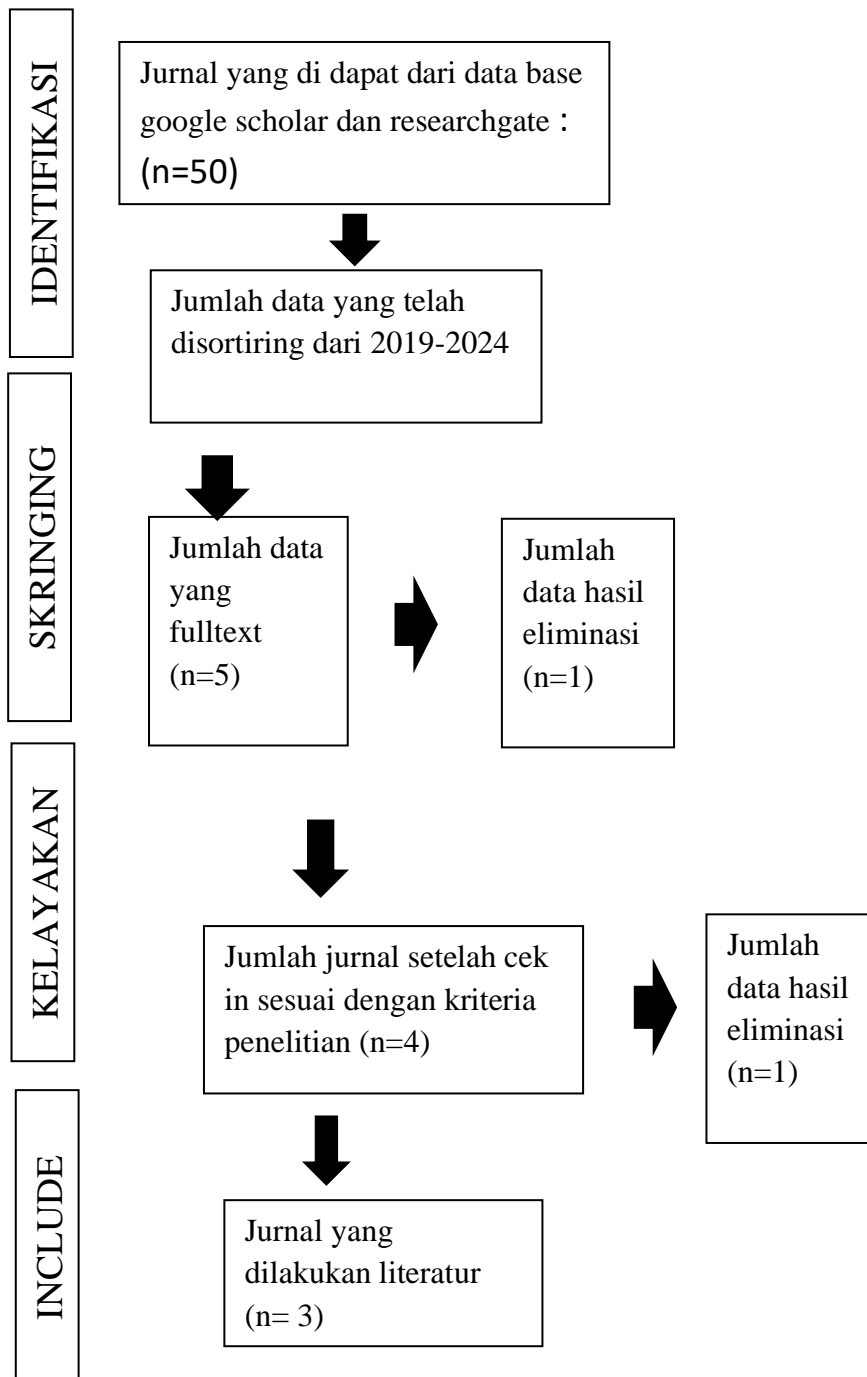 IDENTIFIKASI
Jurnal yang di dapat dari data base
google scholar dan researchgate :
(n=50)
Jumlah data yang telah
disortiring dari 2019-2024
SKRINGING
Jumlah data
yang
fulltext
(n=5)
Jumlah
data hasil
eliminasi
(n=1)
KELAYAKAN
Jumlah jurnal setelah cek
in sesuai dengan kriteria
penelitian (n=4)
Jumlah
data hasil
eliminasi
(n=1)
INCLUDE
Jurnal yang
dilakukan literatur
(n= 3)